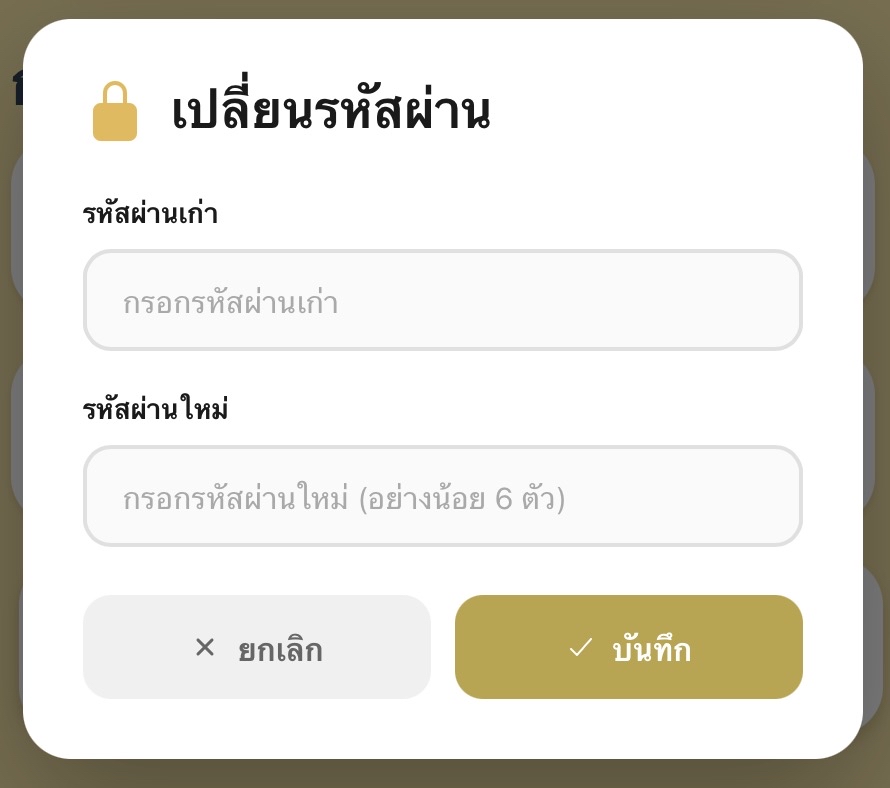 เปลี่ยนรหัสผ่าน
รหัสผ่านเก่า
กรอกรหัสผ่านเก่า
รหัสผ่านใหม่
กรอกรหัสผ่านใหม่ (อย่างน้อย 6 ตัว)
ยกเลิก
บันทึก